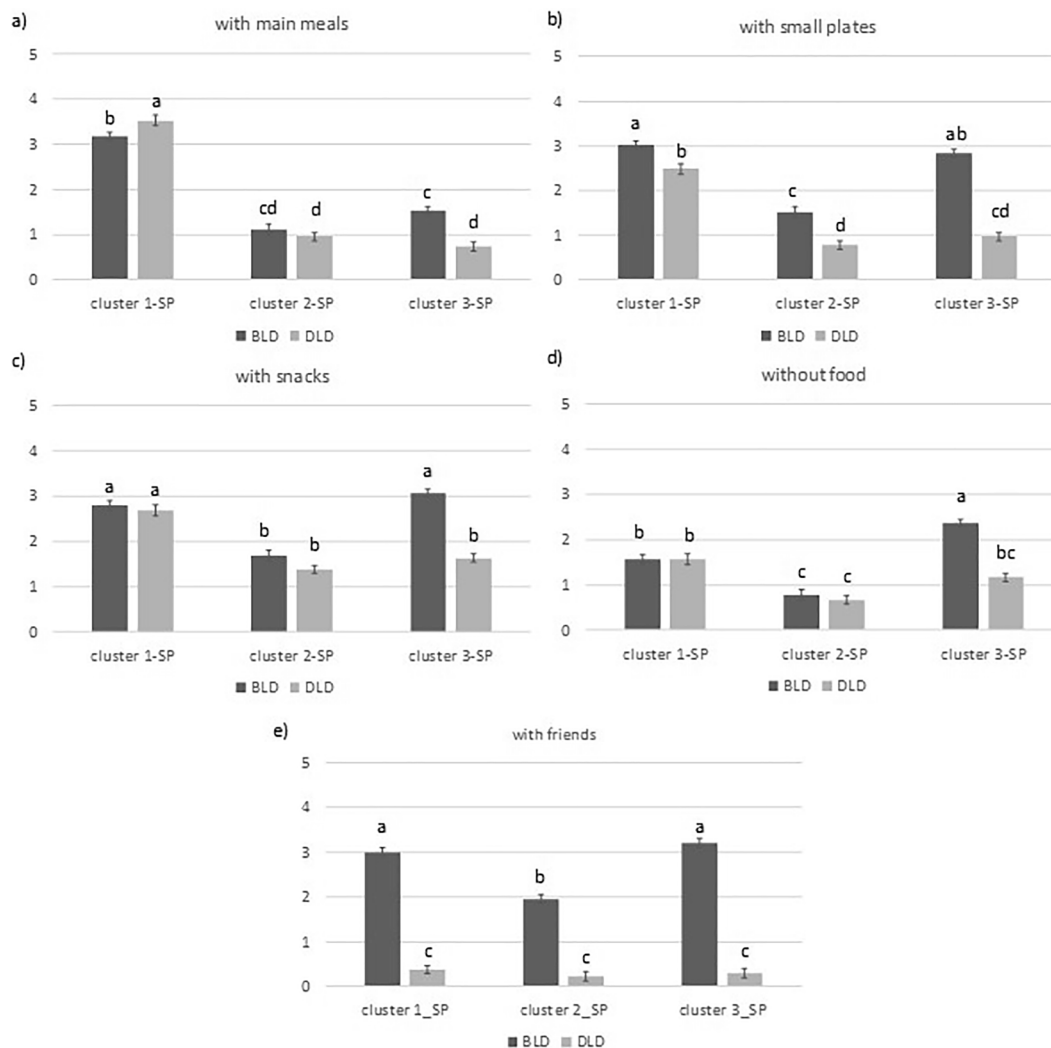 a)
with main meals
5
4
3
2
1
0
b a cd d c d
cluster 1-SP cluster 2-SP cluster 3-SP
BLD DLD
b)
with small plates
5
4
3
2
1
0
a b c d ab cd
cluster 1-SP cluster 2-SP cluster 3-SP
BLD DLD
c)
with snacks
5
4
3
2
1
0
a a b b a b
cluster 1-SP cluster 2-SP cluster 3-SP
BLD DLD
d)
without food
5
4
3
2
1
0
b b c c a bc
cluster 1-SP cluster 2-SP cluster 3-SP
BLD DLD
e)
with friends
5
4
3
2
1
0
a c b c a c
cluster 1_SP cluster 2_SP cluster 3_SP
BLD DLD